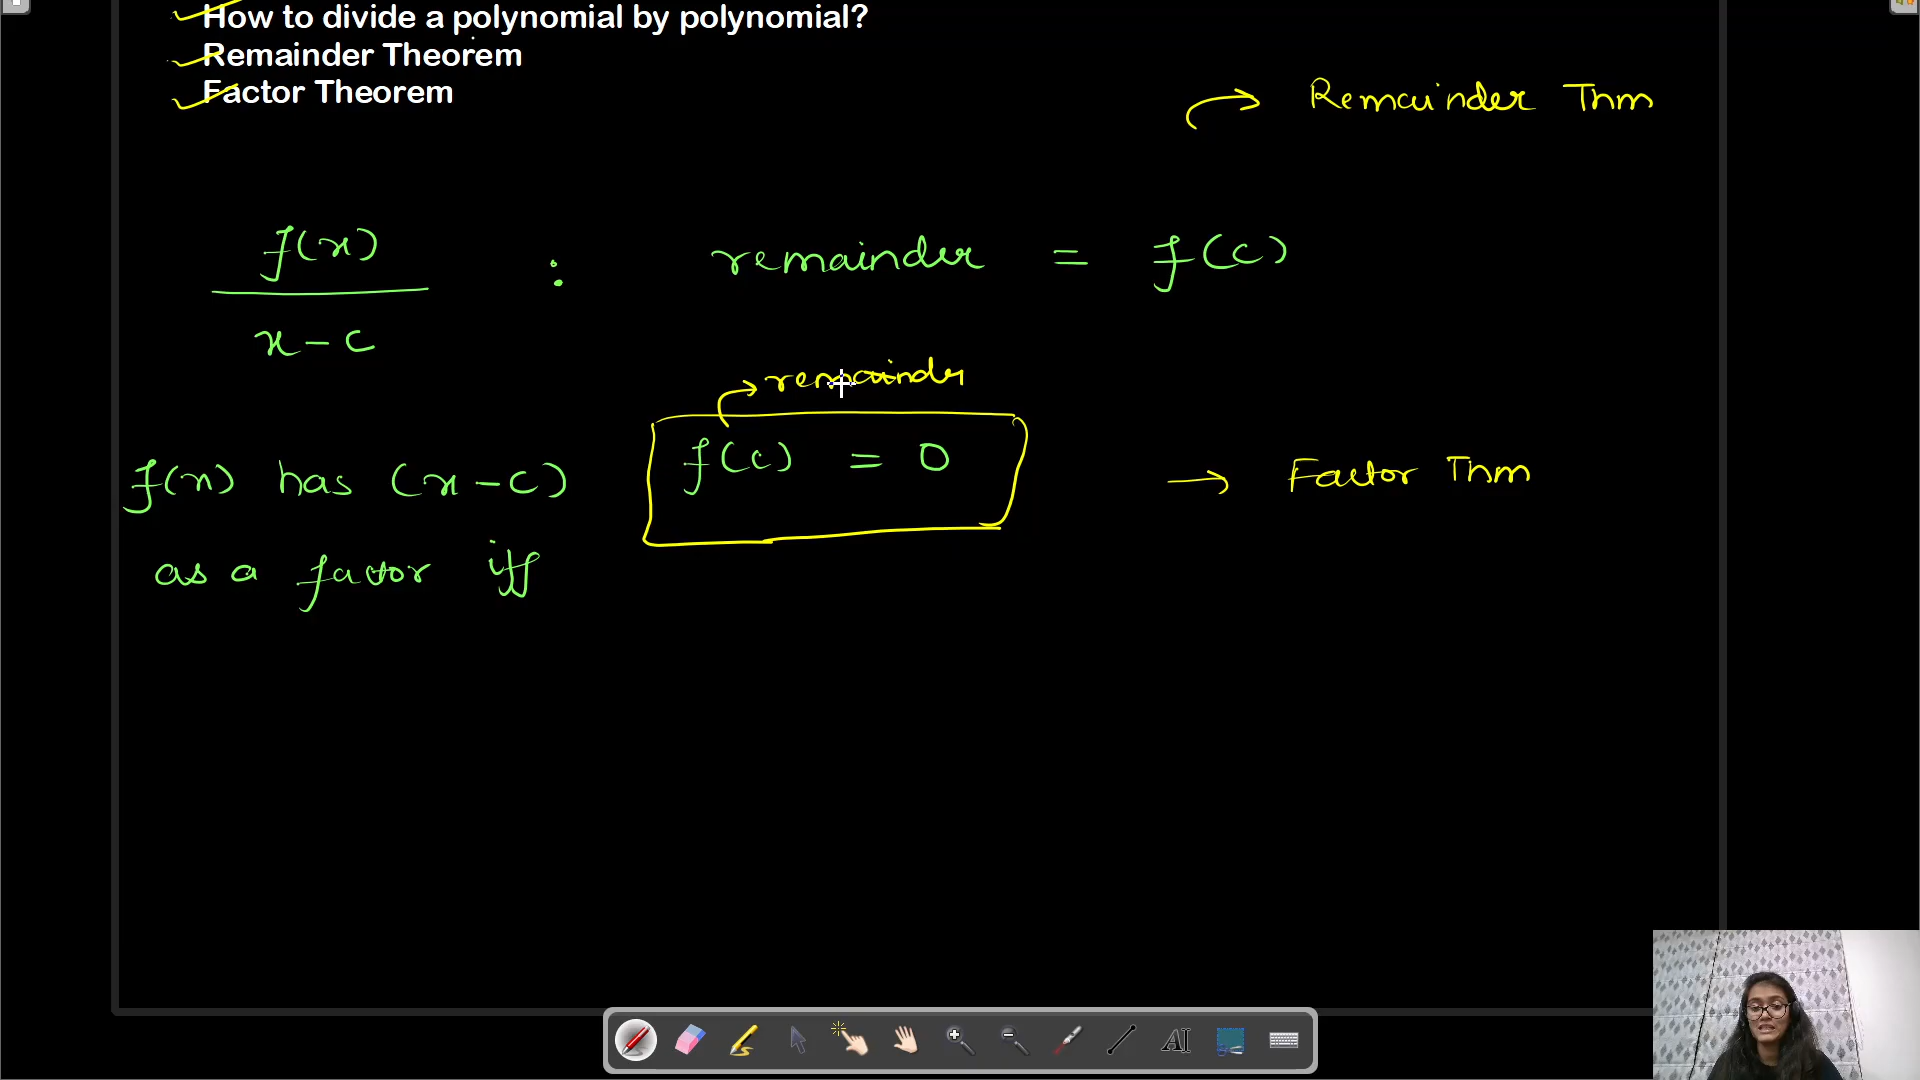 How to divide a polynomial by polynomial?
Remainder Theorem
Factor Theorem
Remainder Thm
f(x)
x - c
: remainder = f(c)
remainder
f(c) = 0
f(x) has (x - c)
as a factor iff
→ Factor Thm
AI